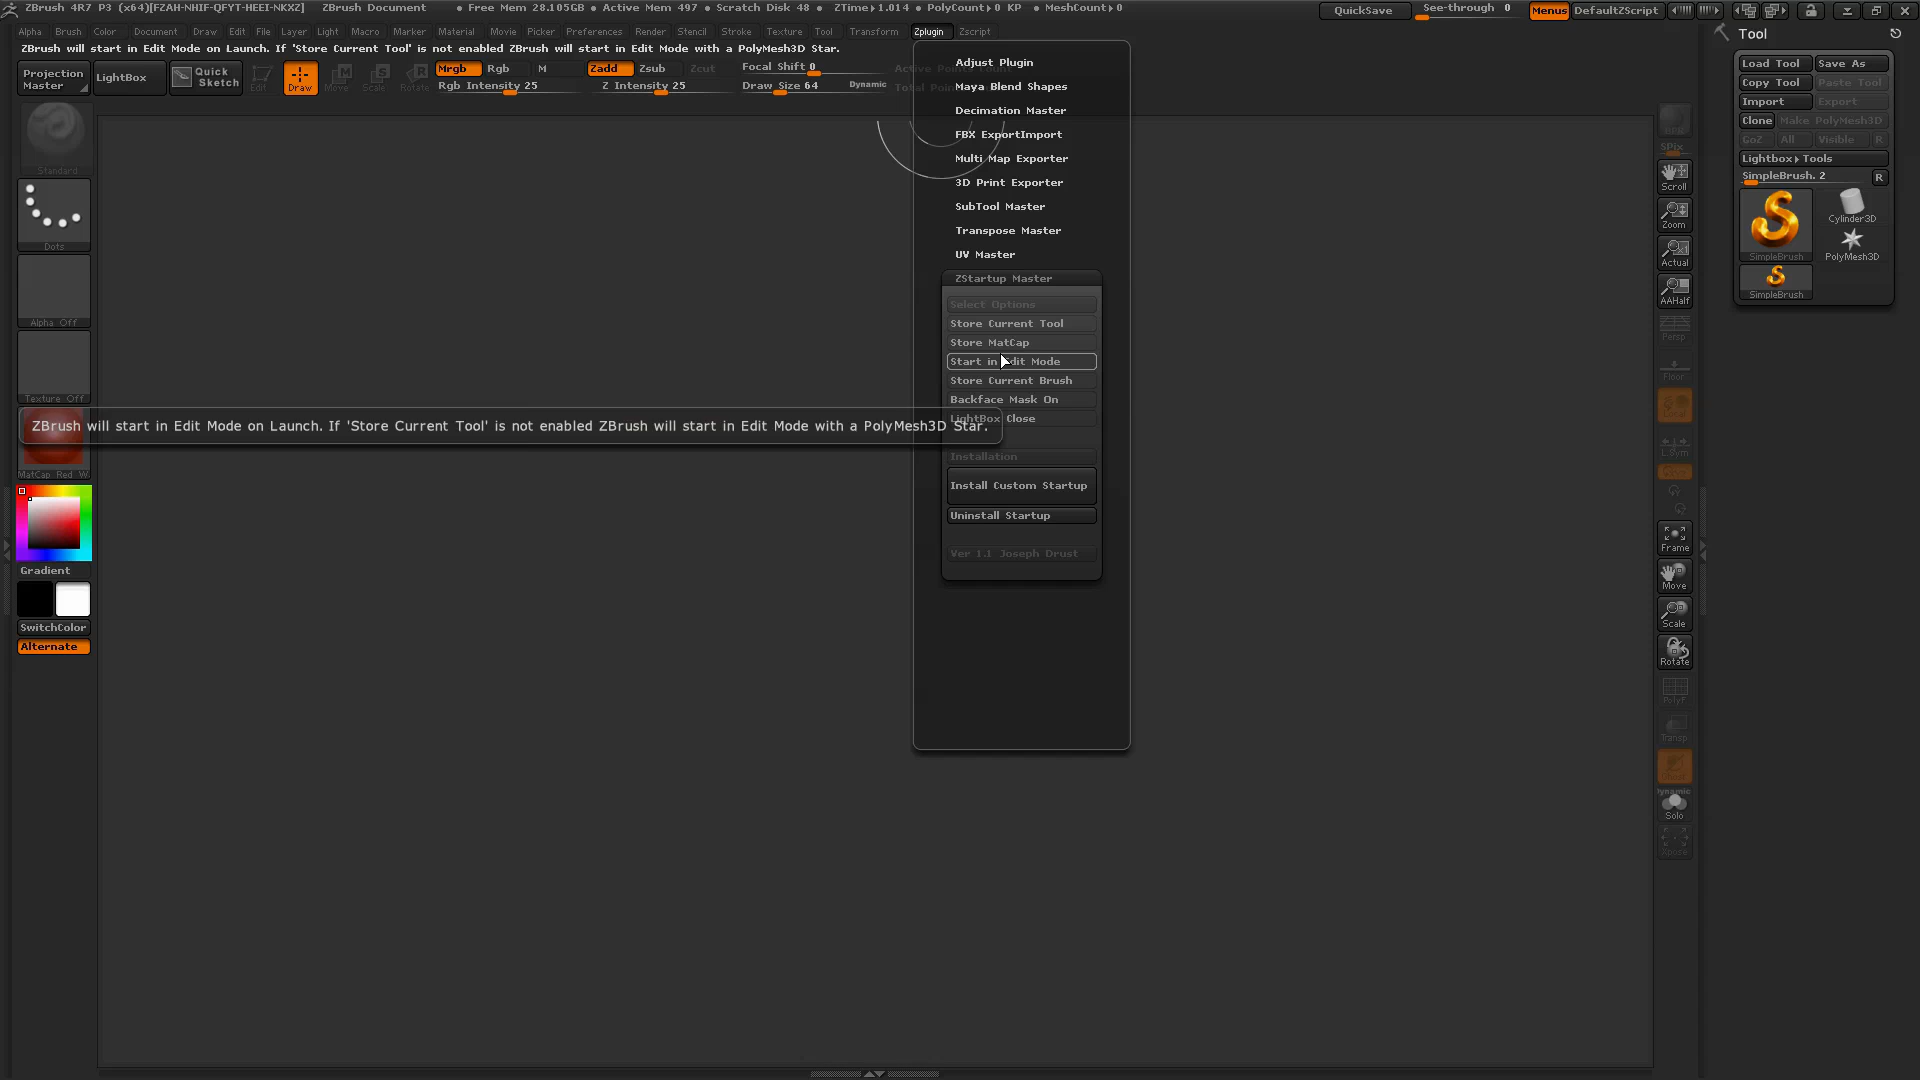 ZBrush 4R7 P3 (x64)[FZAH-NHIF-QFYT-HEEI-NKXZ] ZBrush Document • Free Mem 28.105GB • Active Mem 497 • Scratch Disk 48 • ZTime▸1.014 • PolyCount▸0 KP • MeshCount▸0
QuickSave See-through 0 Menus DefaultZScript
Alpha Brush Color Document Draw Edit File Layer Light Macro Marker Material Movie Picker Preferences Render Stencil Stroke Texture Tool Transform Zplugin Zscript
ZBrush will start in Edit Mode on Launch. If 'Store Current Tool' is not enabled ZBrush will start in Edit Mode with a PolyMesh3D Star.
Projection Master
LightBox
Quick Sketch
Edit
Draw
Move
Scale
Rotate
Mrgb Rgb M
Rgb Intensity 25
Zadd Zsub Zcut
Z Intensity 25
Focal Shift 0
Draw Size 64
Dynamic
Standard
Dots
Alpha Off
Texture Off
MatCap Red W
Gradient
SwitchColor
Alternate
Adjust Plugin
Maya Blend Shapes
Decimation Master
FBX ExportImport
Multi Map Exporter
3D Print Exporter
SubTool Master
Transpose Master
UV Master
ZStartup Master
Select Options
Store Current Tool
Store MatCap
Start in Edit Mode
Store Current Brush
Backface Mask On
LightBox Close
ZBrush will start in Edit Mode on Launch. If 'Store Current Tool' is not enabled ZBrush will start in Edit Mode with a PolyMesh3D Star.
Installation
Install Custom Startup
Uninstall Startup
Ver 1.1 Joseph Drust
SPix
Scroll
Zoom
Actual
AAHalf
Persp
Floor
Local
L.Sym
Frame
Move
Scale
Rotate
PolyF
Transp
Dynamic
Solo
Xpose
Tool
Load Tool Save As
Copy Tool Paste Tool
Import Export
Clone Make PolyMesh3D
GoZ All Visible R
Lightbox▸Tools
SimpleBrush. 2 R
SimpleBrush
Cylinder3D
PolyMesh3D
SimpleBrush